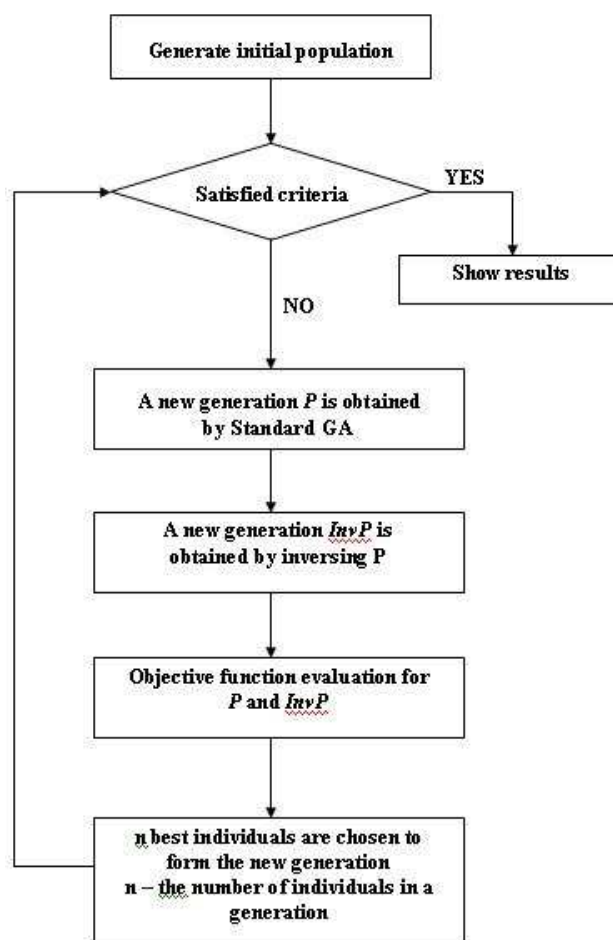 Generate initial population
Satisfied criteria
YES
Show results
NO
A new generation P is obtained
by Standard GA
A new generation InvP is
obtained by inversing P
Objective function evaluation for
P and InvP
n best individuals are chosen to
form the new generation
n – the number of individuals in a
generation